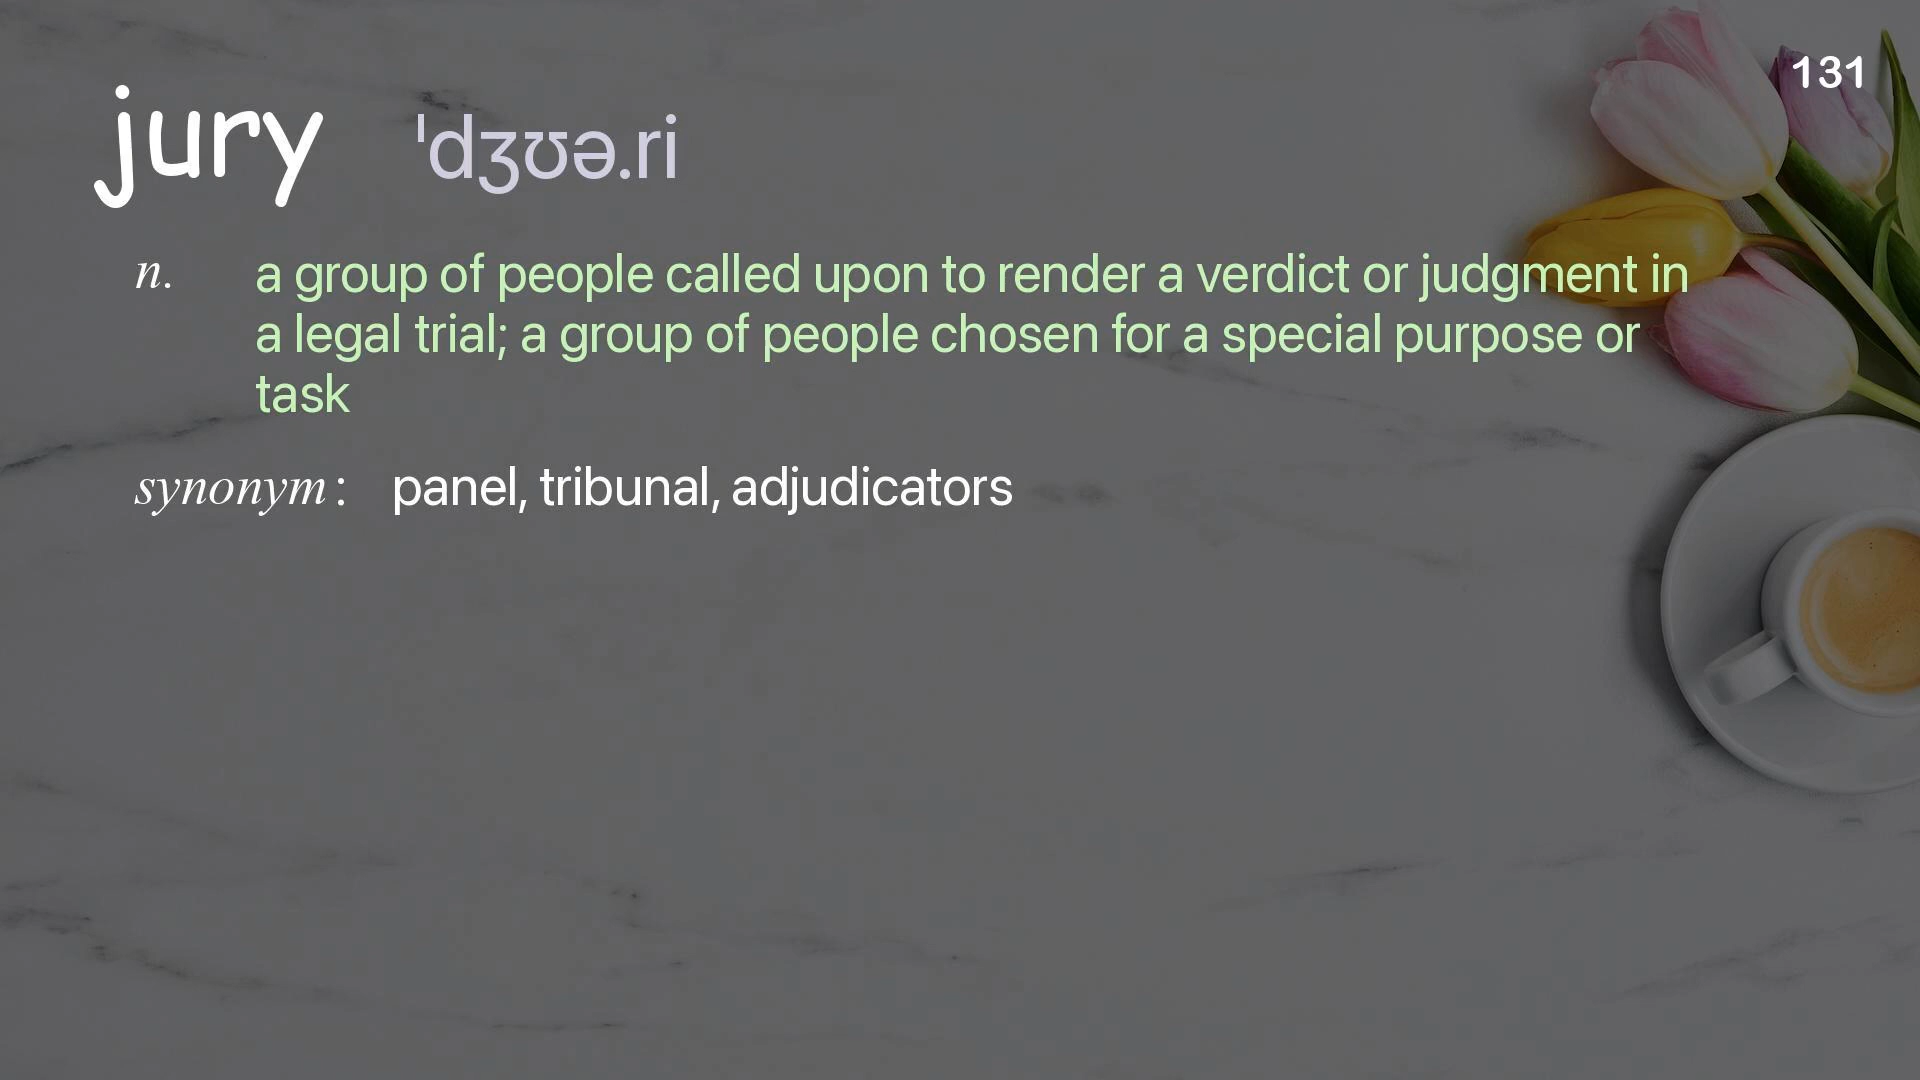 131
jury ˈdʒʊə.ri
n. a group of people called upon to render a verdict or judgment in
a legal trial; a group of people chosen for a special purpose or
task
synonym: panel, tribunal, adjudicators